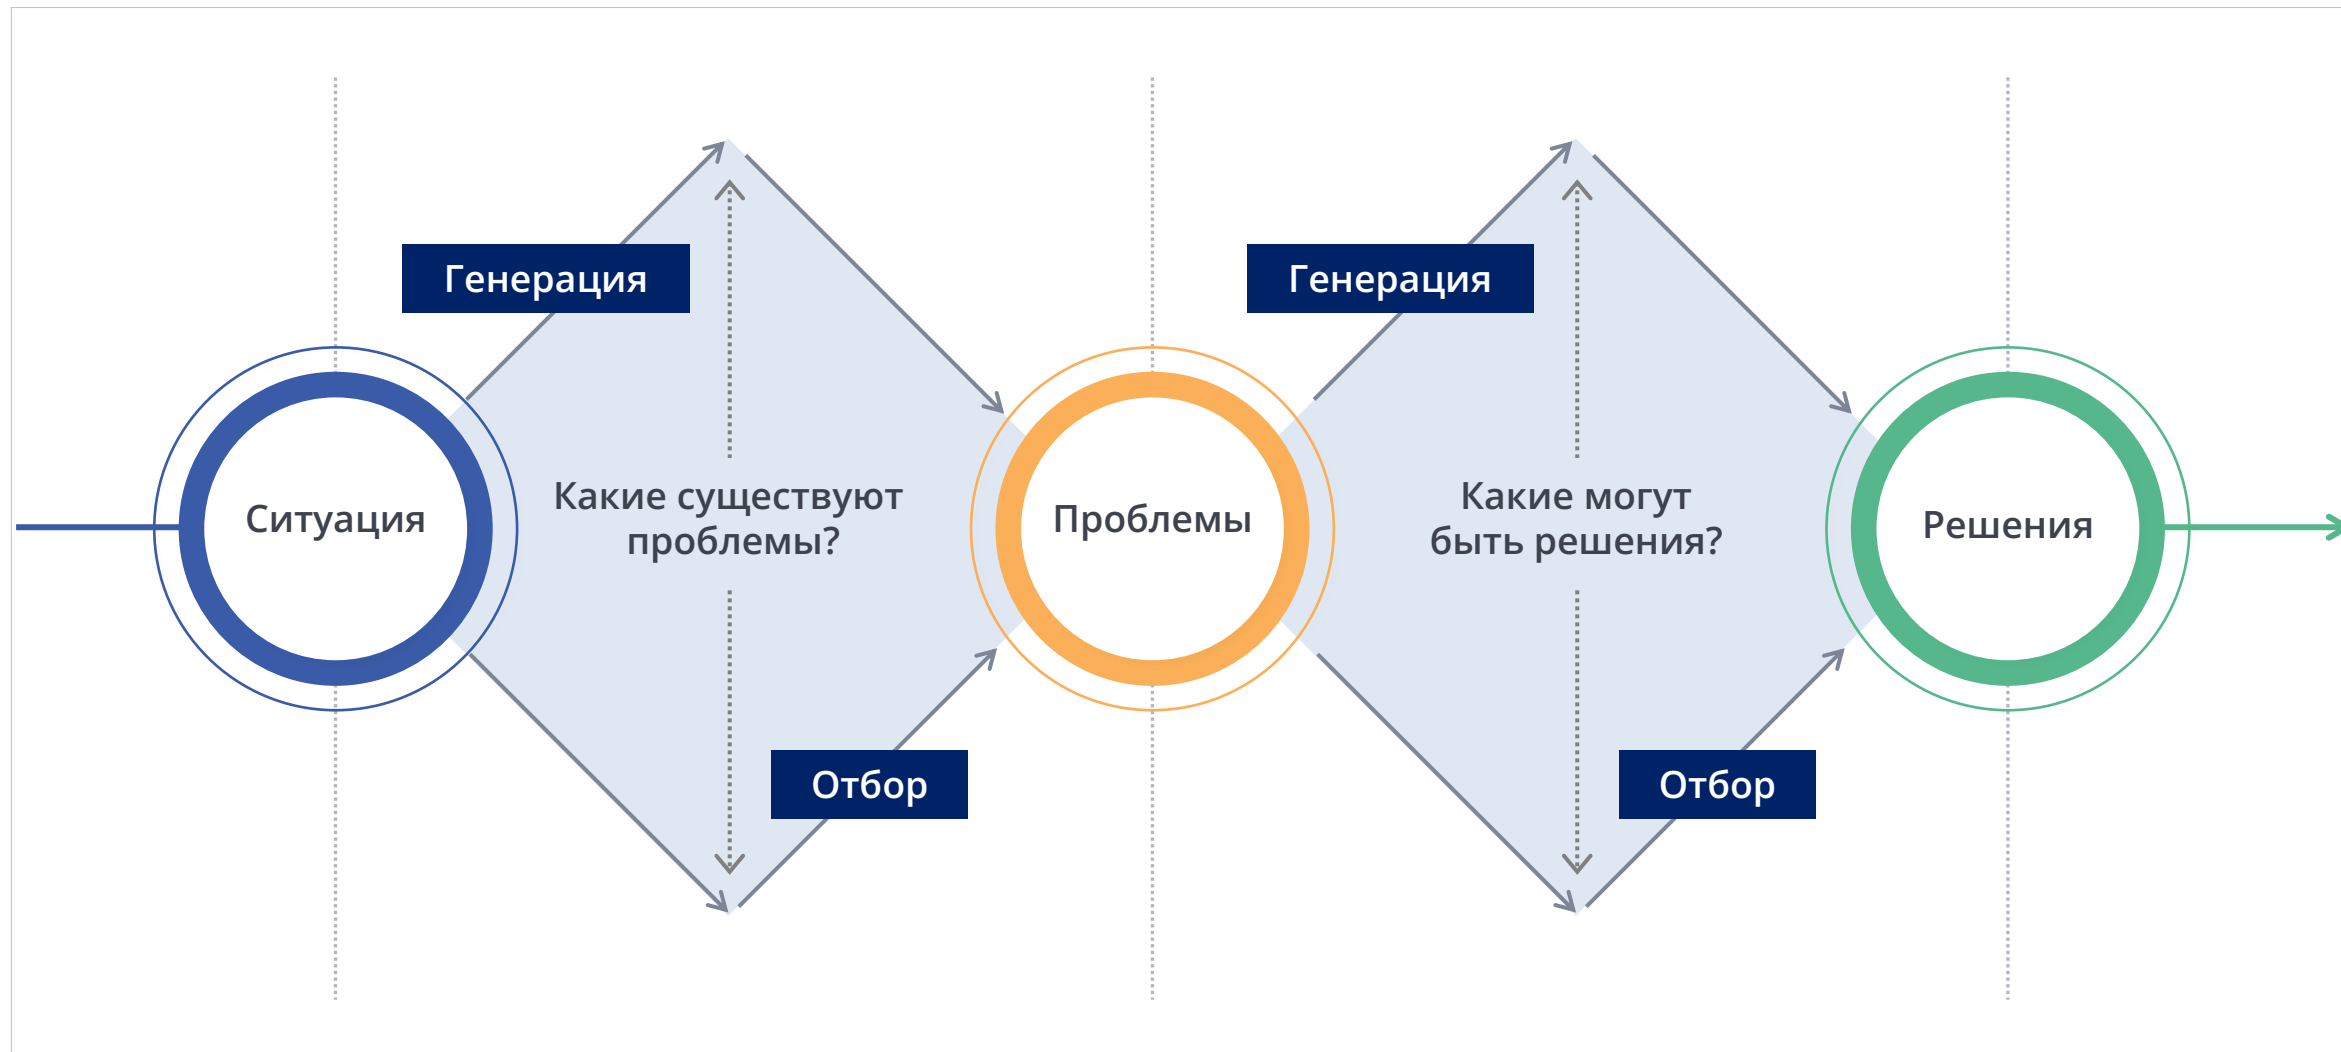 Генерация
Генерация
Ситуация
Какие существуют
проблемы?
Проблемы
Какие могут
быть решения?
Решения
Отбор
Отбор